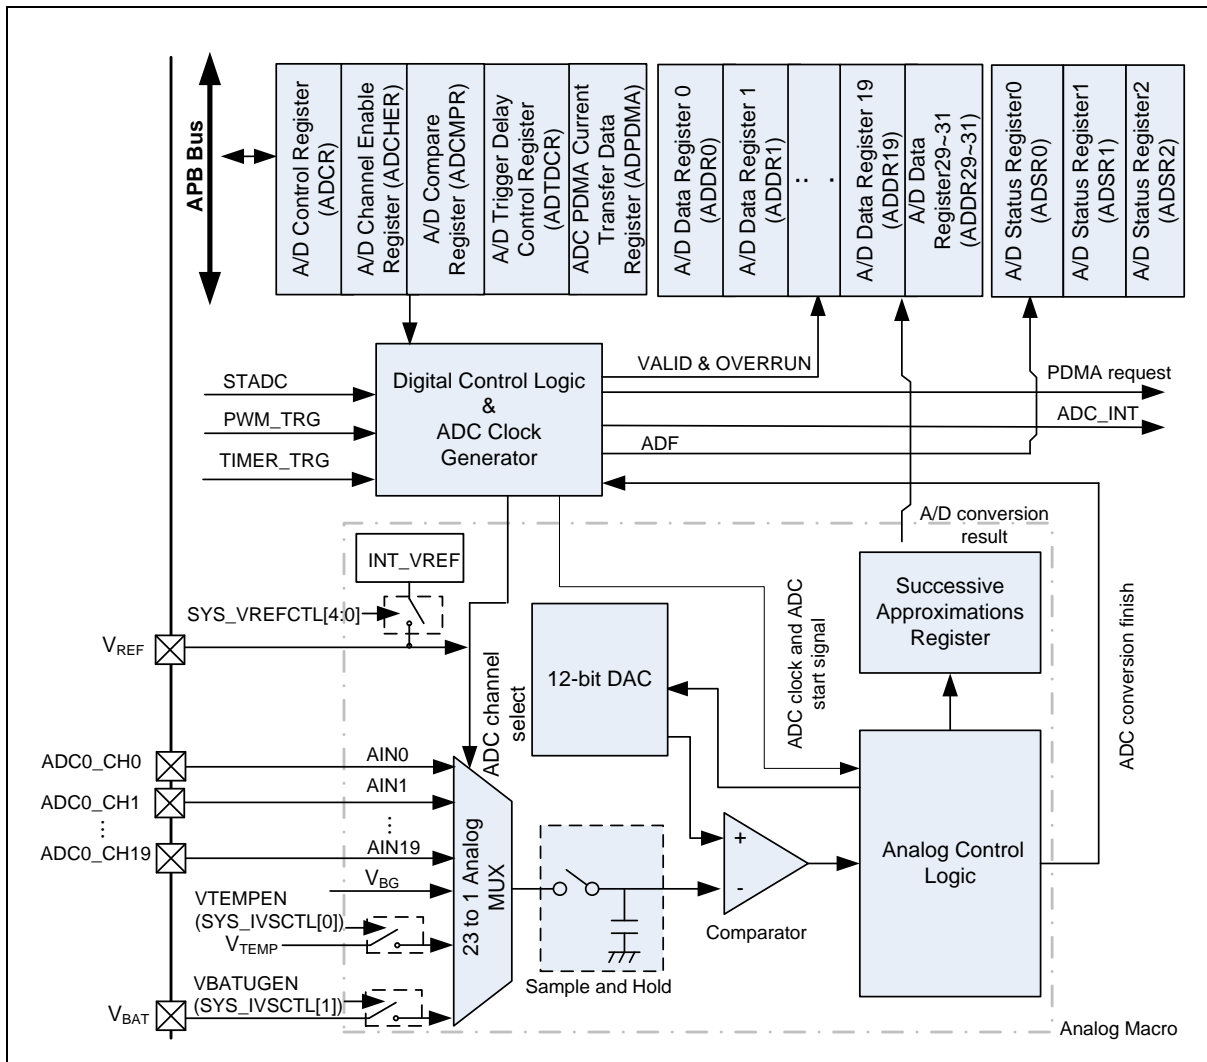 APB Bus
A/D Control Register
(ADCR)
A/D Channel Enable
Register (ADCHER)
A/D Compare
Register (ADCMPR)
A/D Trigger Delay
Control Register
(ADTDCR)
ADC PDMA Current
Transfer Data
Register (ADPDMA)
A/D Data Register 0
(ADDR0)
A/D Data Register 1
(ADDR1)
.. .
.
A/D Data Register 19
(ADDR19)
A/D Data
Register29~31
(ADDR29~31)
A/D Status Register0
(ADSR0)
A/D Status Register1
(ADSR1)
A/D Status Register2
(ADSR2)
STADC
PWM_TRG
TIMER_TRG
Digital Control Logic
&
ADC Clock
Generator
VALID & OVERRUN
PDMA request
ADC_INT
ADF
A/D conversion
result
INT_VREF
SYS_VREFCTL[4:0]
VREF
ADC channel
select
12-bit DAC
ADC clock and ADC
start signal
Successive
Approximations
Register
ADC conversion finish
ADC0_CH0
AIN0
ADC0_CH1
AIN1
...
...
ADC0_CH19
AIN19
VBG
VTEMPEN
(SYS_IVSCTL[0])
VTEMP
VBATUGEN
(SYS_IVSCTL[1])
VBAT
23 to 1 Analog
MUX
Sample and Hold
+
-
Comparator
Analog Control
Logic
Analog Macro